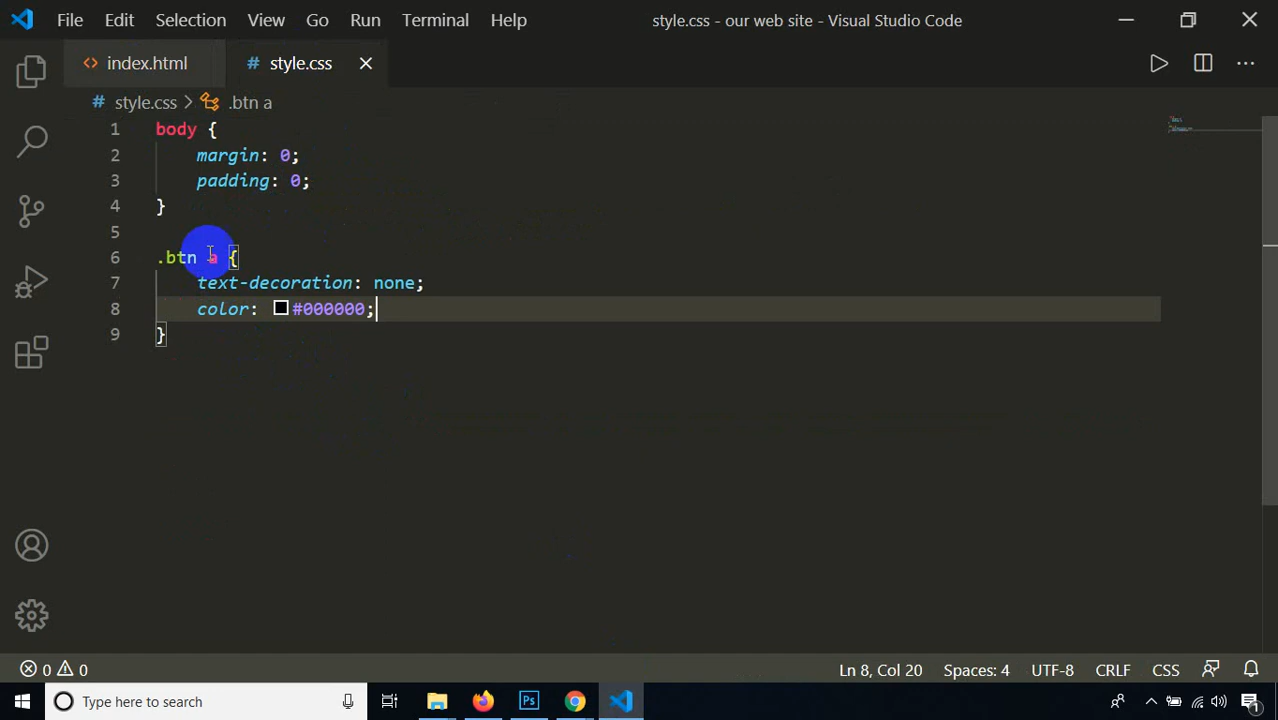 File Edit Selection View Go Run Terminal Help style.css - our web site - Visual Studio Code
<> index.html # style.css
# style.css > .btn a
1 body {
2     margin: 0;
3     padding: 0;
4 }
5
6 .btn a {
7     text-decoration: none;
8     color: #000000;
9 }
0 0 Ln 8, Col 20 Spaces: 4 UTF-8 CRLF CSS
Type here to search Ps 1